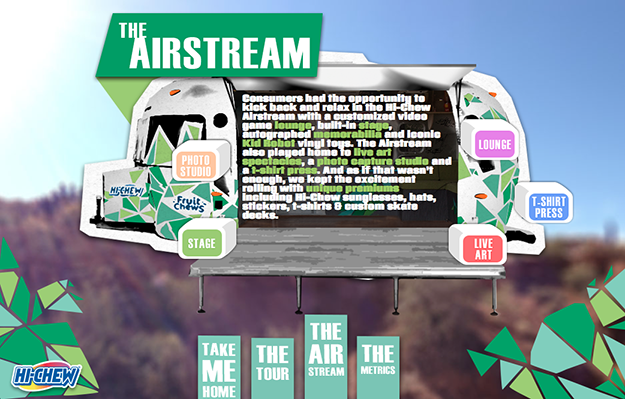 THE
AIRSTREAM
Consumers had the opportunity to
kick back and relax in the Hi-Chew
Airstream with a customized video
game lounge, built-in stage,
autographed memorabilia and iconic
Kid Robot vinyl toys. The Airstream
also played home to live art
spectacles, a photo capture studio and
a t-shirt press. And as if that wasn't
enough, we kept the excitement
rolling with unique premiums
including Hi-Chew sunglasses, hats,
stickers, t-shirts & custom skate
decks.
PHOTO
STUDIO
HI-CHEW
Fruit
Chews
STAGE
LOUNGE
T-SHIRT
PRESS
LIVE
ART
TAKE
ME
HOME
THE
TOUR
THE
AIR
STREAM
THE
METRICS
HI-CHEW